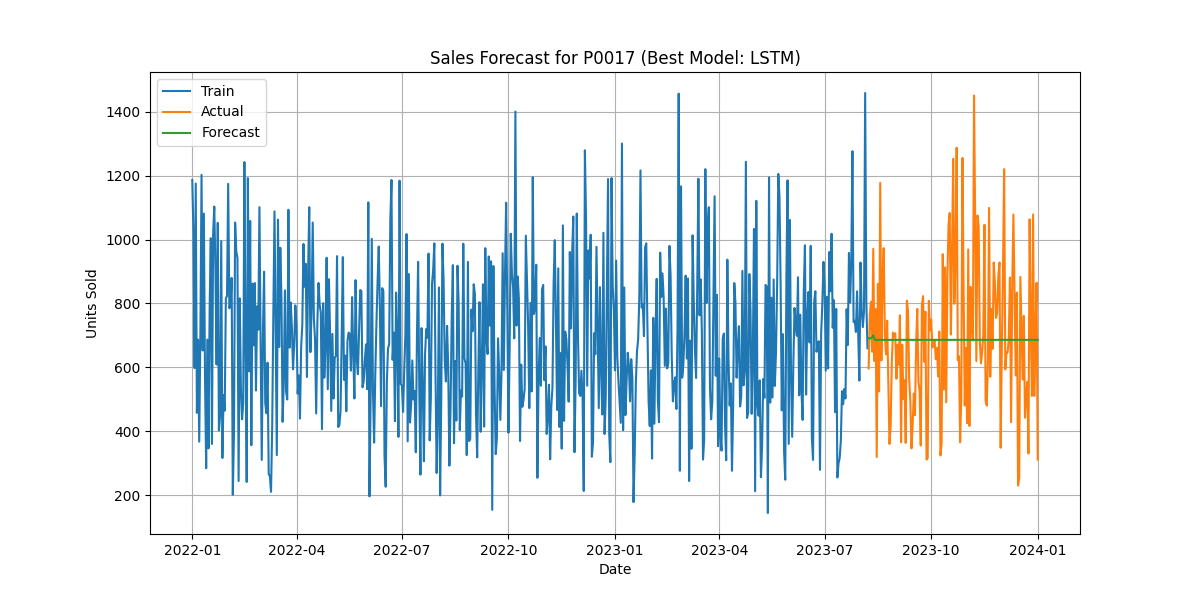 Sales Forecast for P0017 (Best Model: LSTM)
Train
Actual
Forecast
Units Sold
1400
1200
1000
800
600
400
200
2022-01
2022-04
2022-07
2022-10
2023-01
2023-04
2023-07
2023-10
2024-01
Date